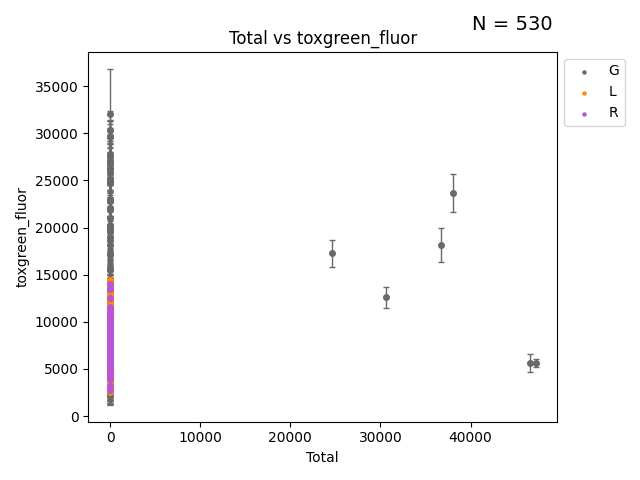 N = 530
Total vs toxgreen_fluor
G
L
R
35000
30000
25000
20000
15000
10000
5000
0
toxgreen_fluor
0 10000 20000 30000 40000
Total